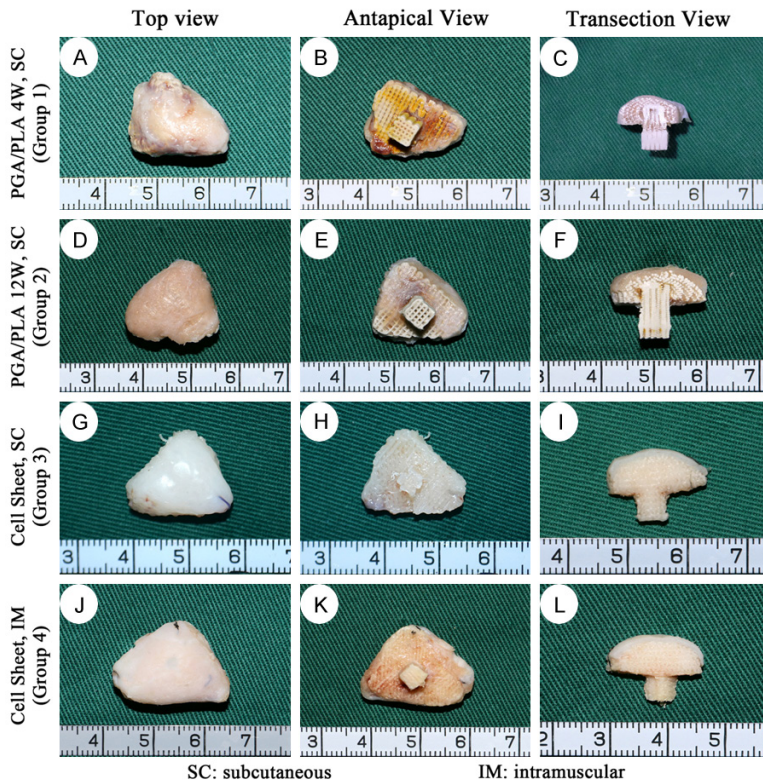 Top view Antapical View Transection View
PGA/PLA 4W, SC
(Group 1)
A B C
4 5 6 7 3 4 5 6 7 4 5 6 7
PGA/PLA 12W, SC
(Group 2)
D E F
3 4 5 6 7 4 5 6 7 3 4 5 6 7
Cell Sheet, SC
(Group 3)
G H I
3 4 5 6 7 3 4 5 6 4 5 6 7
Cell Sheet, IM
(Group 4)
J K L
4 5 6 7 3 4 5 6 7 2 3 4 5
SC: subcutaneous IM: intramuscular